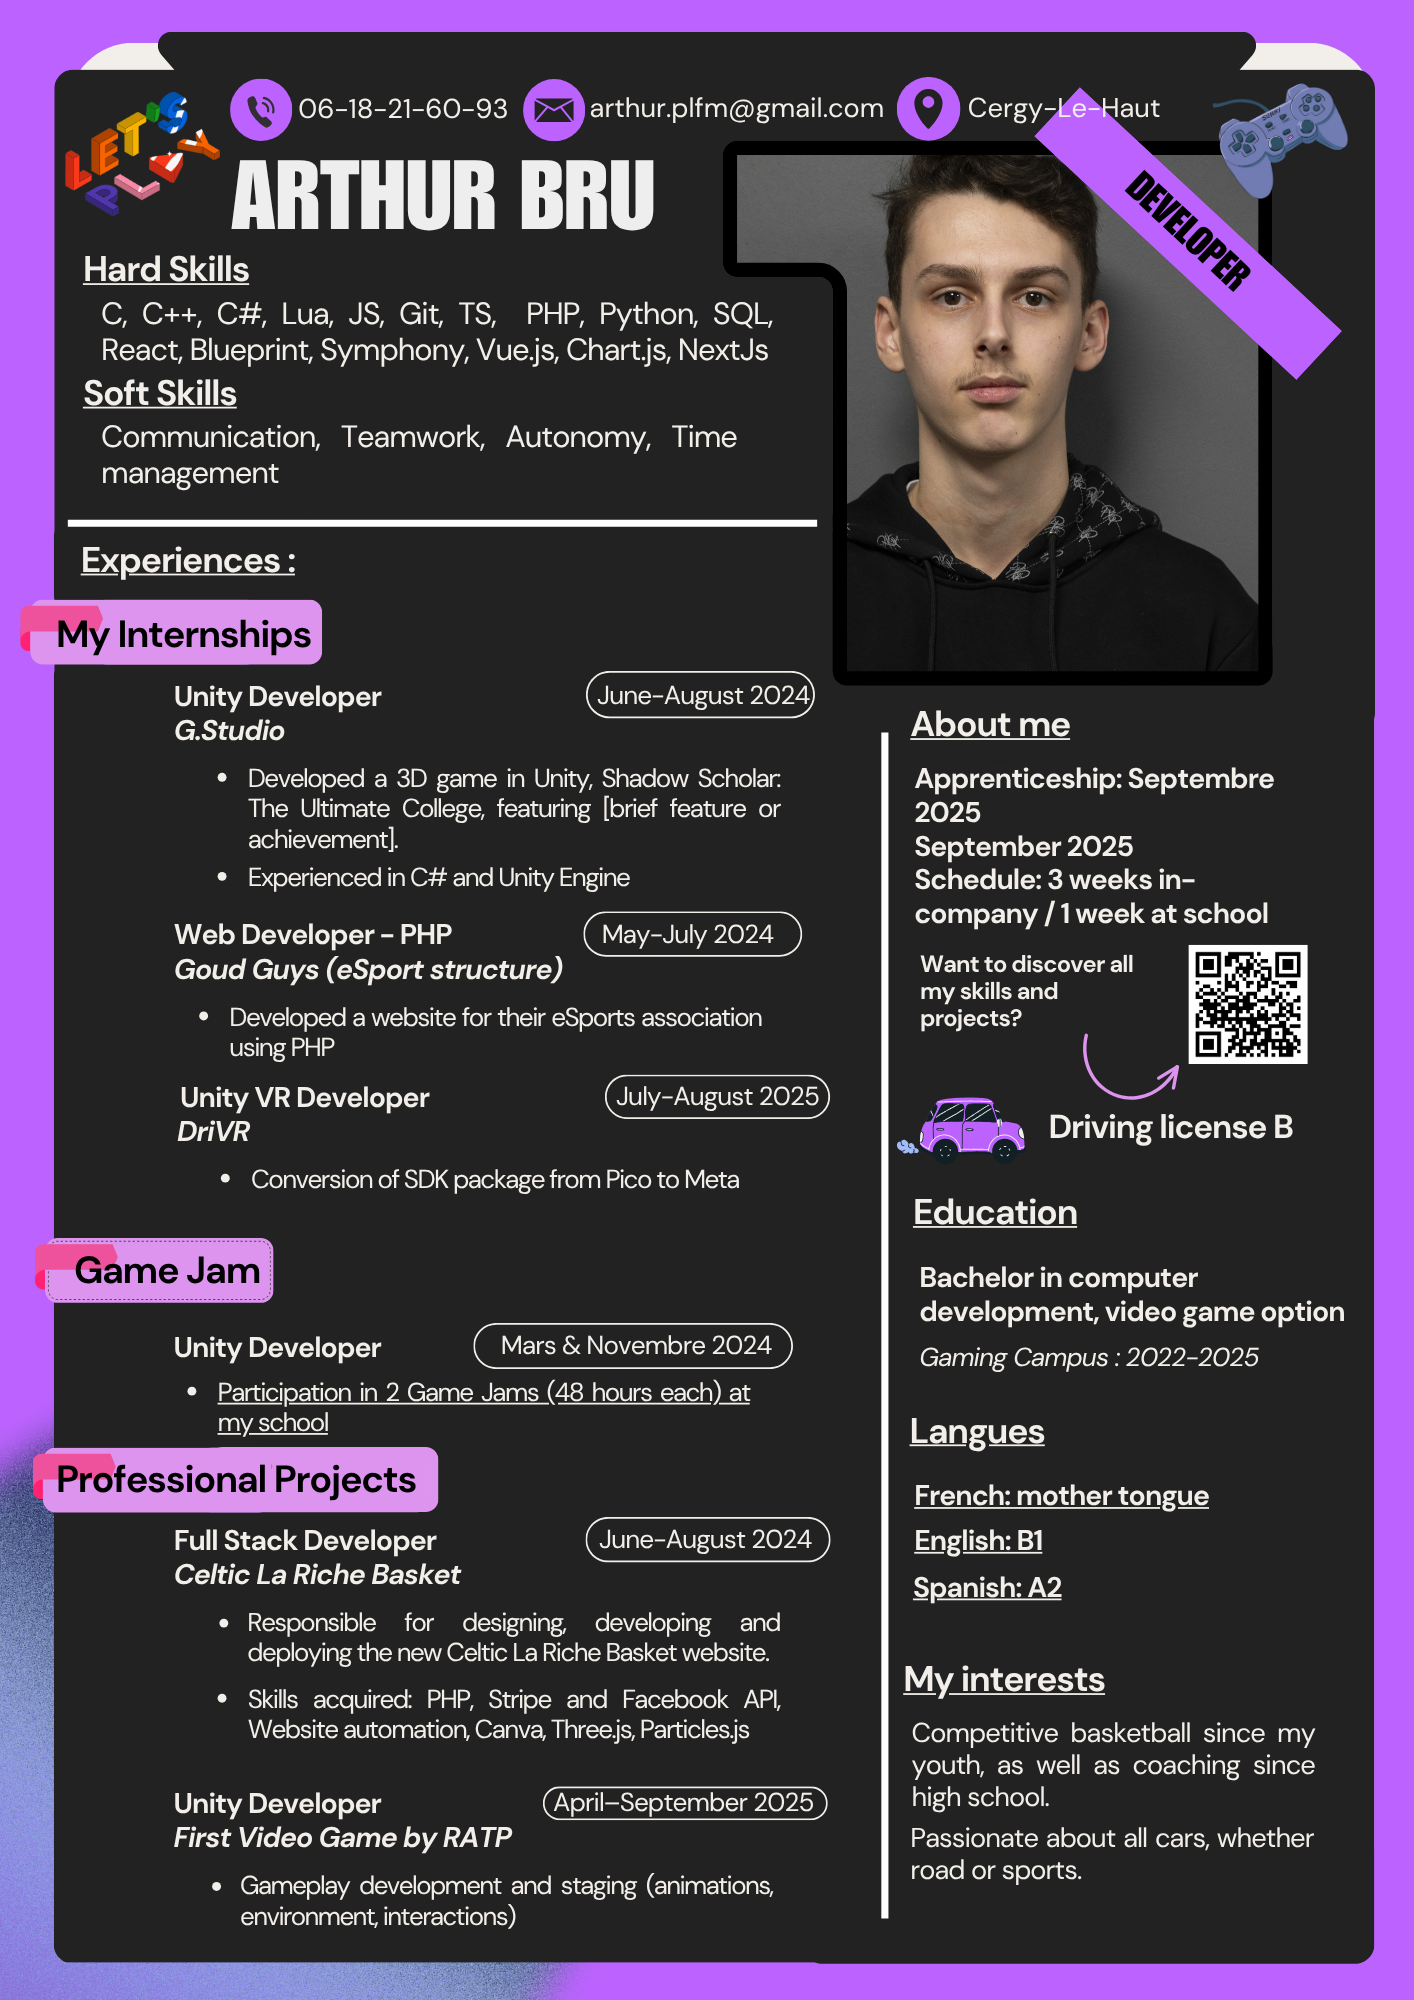 LET'S
PLAY
06-18-21-60-93
arthur.plfm@gmail.com
Cergy-Le-Haut
ARTHUR BRU
DEVELOPER
Hard Skills
C, C++, C#, Lua, JS, Git, TS, PHP, Python, SQL,
React, Blueprint, Symphony, Vue.js, Chart.js, NextJs
Soft Skills
Communication, Teamwork, Autonomy, Time
management
Experiences :
My Internships
Unity Developer
June-August 2024
G.Studio
• Developed a 3D game in Unity, Shadow Scholar:
The Ultimate College, featuring [brief feature or
achievement].
• Experienced in C# and Unity Engine
Web Developer - PHP
May-July 2024
Goud Guys (eSport structure)
• Developed a website for their eSports association
using PHP
Unity VR Developer
July-August 2025
DriVR
• Conversion of SDK package from Pico to Meta
Game Jam
Unity Developer
Mars & Novembre 2024
• Participation in 2 Game Jams (48 hours each) at
my school
Professional Projects
Full Stack Developer
June-August 2024
Celtic La Riche Basket
• Responsible for designing, developing and
deploying the new Celtic La Riche Basket website.
• Skills acquired: PHP, Stripe and Facebook API,
Website automation, Canva, Three.js, Particles.js
Unity Developer
April–September 2025
First Video Game by RATP
• Gameplay development and staging (animations,
environment, interactions)
About me
Apprenticeship: Septembre
2025
September 2025
Schedule: 3 weeks in-
company / 1 week at school
Want to discover all
my skills and
projects?
Driving license B
Education
Bachelor in computer
development, video game option
Gaming Campus : 2022-2025
Langues
French: mother tongue
English: B1
Spanish: A2
My interests
Competitive basketball since my
youth, as well as coaching since
high school.
Passionate about all cars, whether
road or sports.